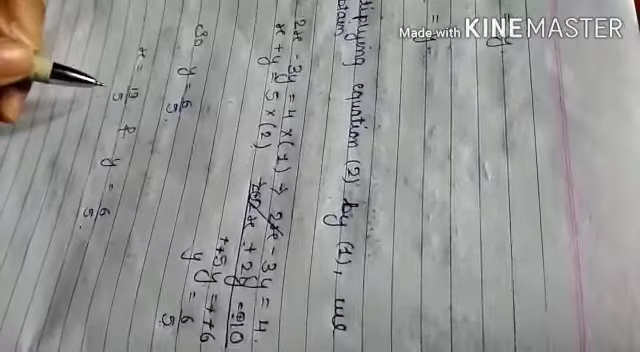 Made with KINEMASTER
= y.
= y.
tiplying equation (2) by (1), we
obtain
2x - 3y = 4 × (1) → 2x - 3y = 4.
x + y = 5 × (2) 2x + 2y = 10
5y = 6
y = 6/5.
So y = 6/5.
x = 19/5 & y = 6/5.